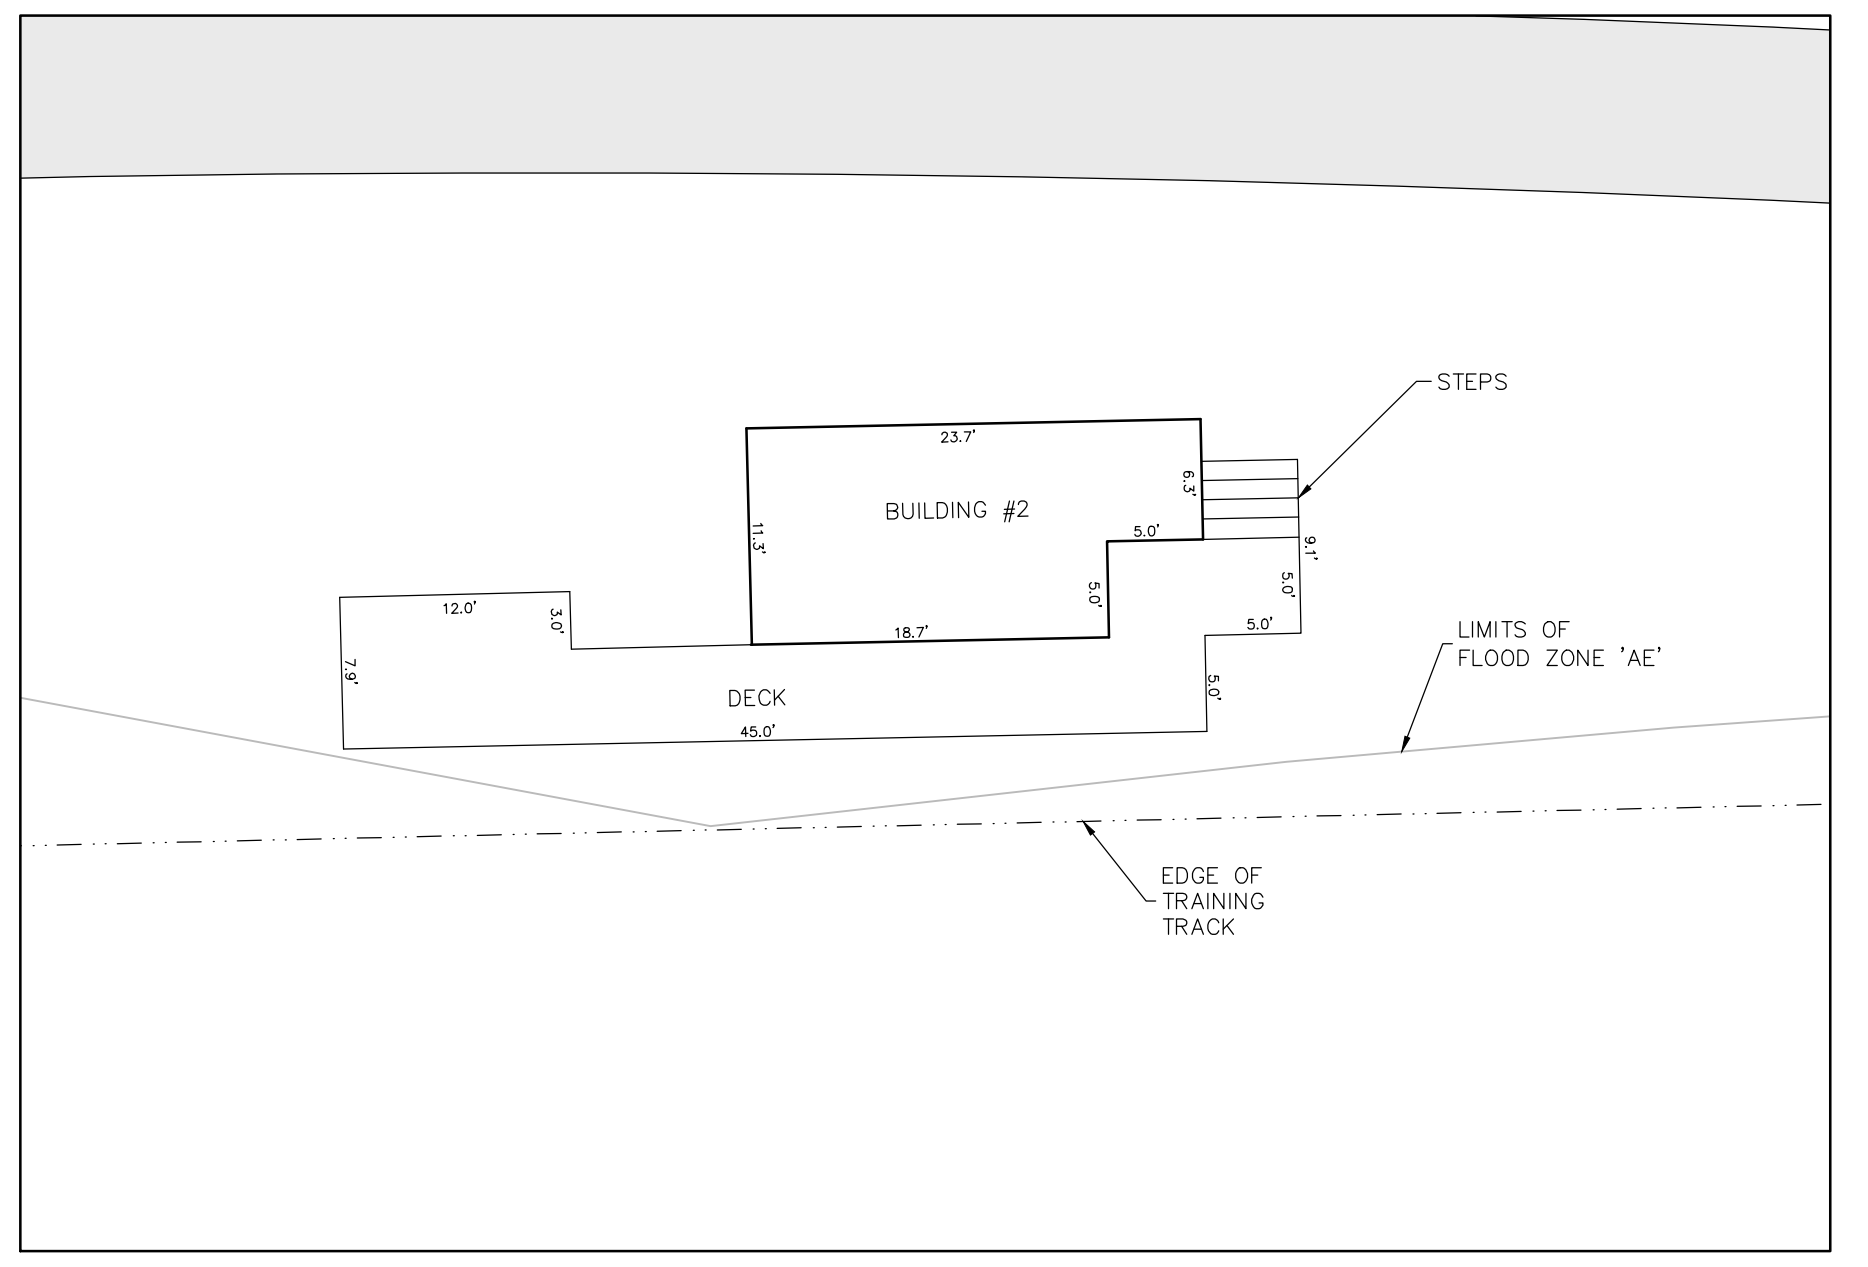 STEPS
23.7'
6.3'
BUILDING #2
11.3'
5.0'
9.1'
5.0'
5.0'
12.0'
3.0'
18.7'
5.0'
LIMITS OF
FLOOD ZONE 'AE'
7.9'
DECK
5.0'
45.0'
EDGE OF
TRAINING
TRACK